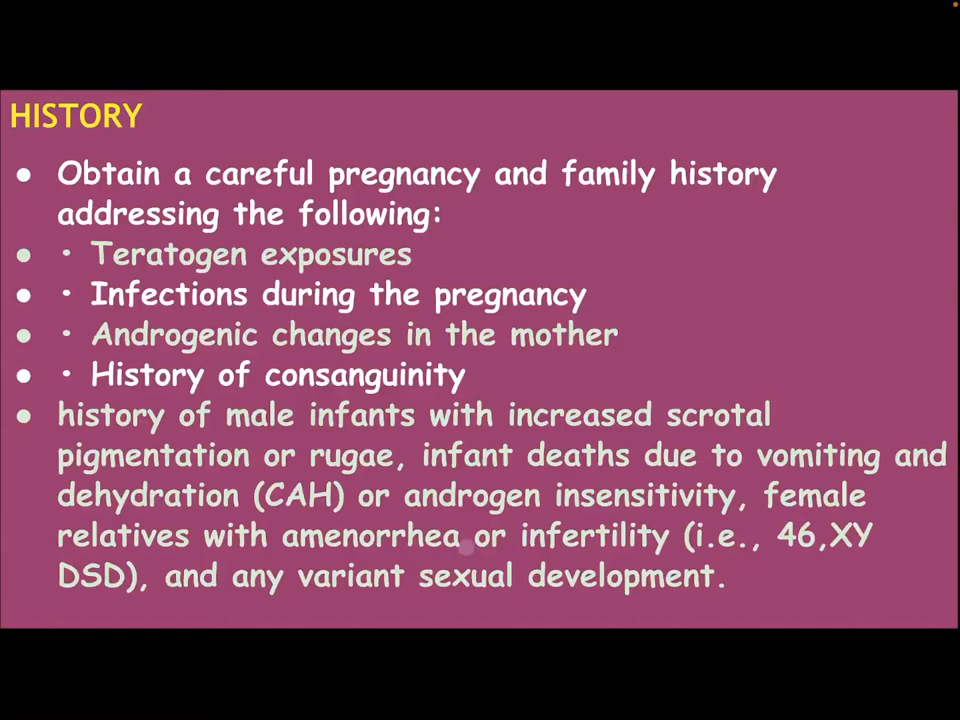 HISTORY
● Obtain a careful pregnancy and family history
addressing the following:
● • Teratogen exposures
● • Infections during the pregnancy
● • Androgenic changes in the mother
● • History of consanguinity
● history of male infants with increased scrotal
pigmentation or rugae, infant deaths due to vomiting and
dehydration (CAH) or androgen insensitivity, female
relatives with amenorrhea or infertility (i.e., 46,XY
DSD), and any variant sexual development.